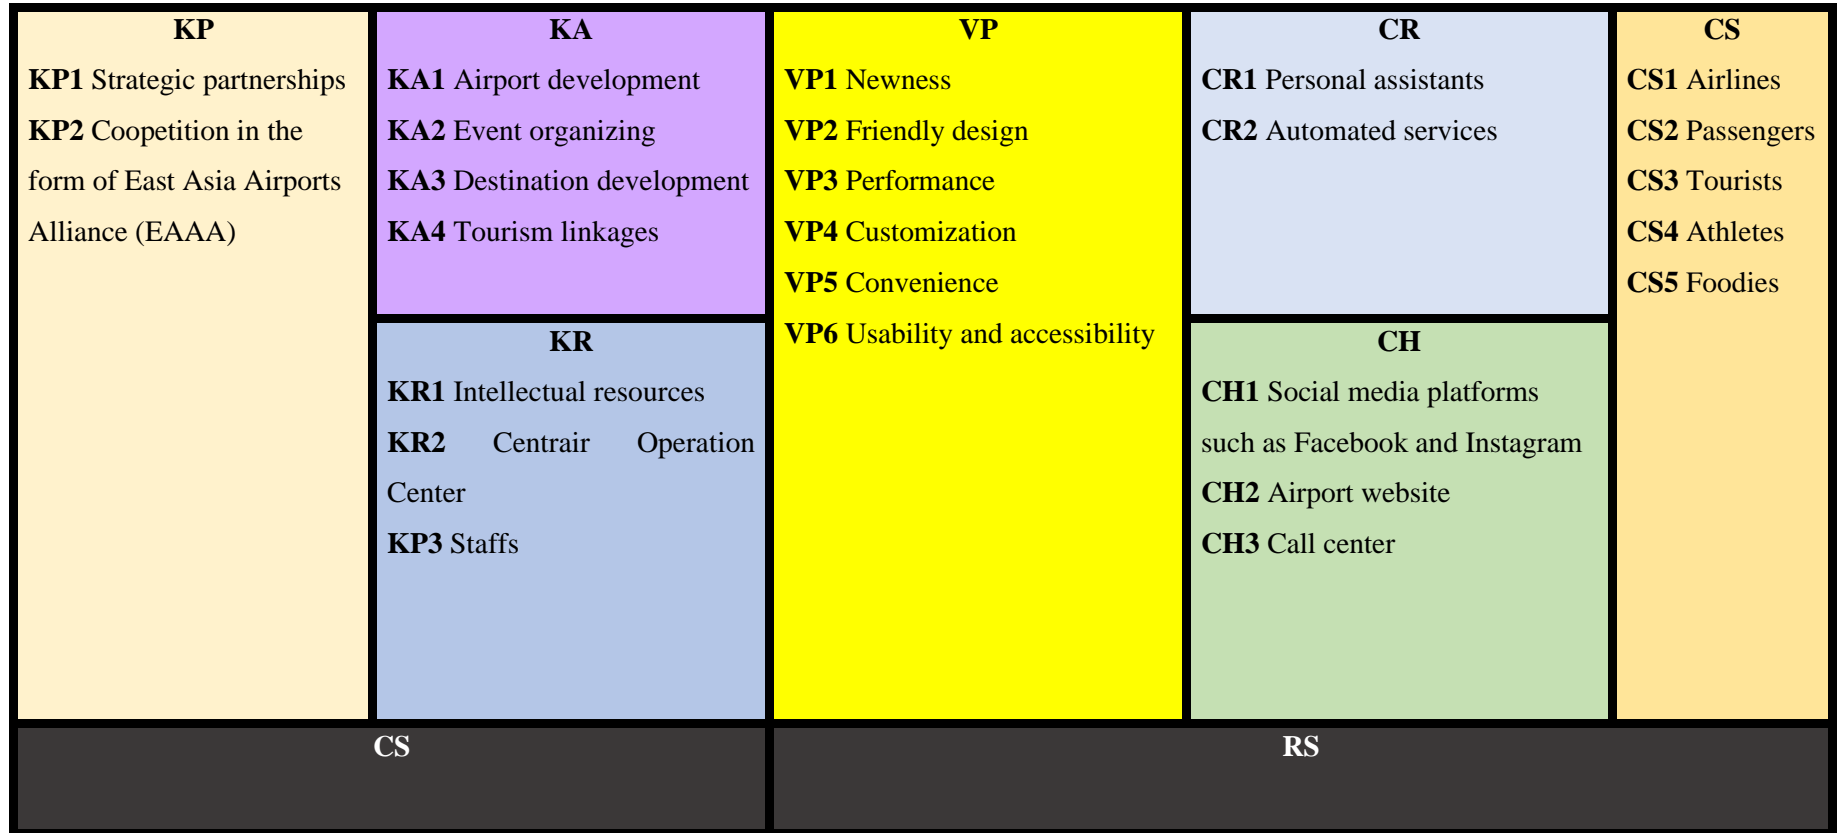 KP
KP1 Strategic partnerships
KP2 Coopetition in the
form of East Asia Airports
Alliance (EAAA)
KA
KA1 Airport development
KA2 Event organizing
KA3 Destination development
KA4 Tourism linkages
KR
KR1 Intellectual resources
KR2 Centrair Operation
Center
KP3 Staffs
VP
VP1 Newness
VP2 Friendly design
VP3 Performance
VP4 Customization
VP5 Convenience
VP6 Usability and accessibility
CR
CR1 Personal assistants
CR2 Automated services
CH
CH1 Social media platforms
such as Facebook and Instagram
CH2 Airport website
CH3 Call center
CS
CS1 Airlines
CS2 Passengers
CS3 Tourists
CS4 Athletes
CS5 Foodies
CS
RS